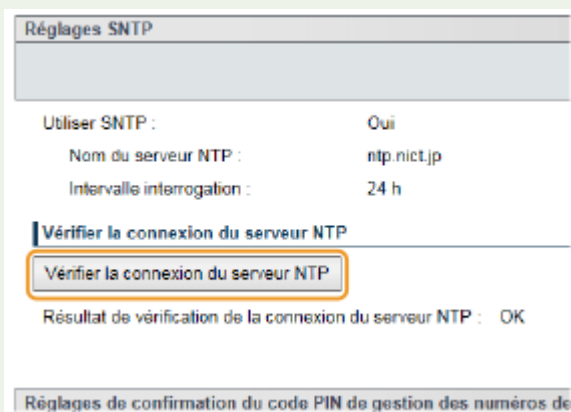 Réglages SNTP
Utiliser SNTP : Oui
Nom du serveur NTP : ntp.nict.jp
Intervalle interrogation : 24 h
Vérifier la connexion du serveur NTP
Vérifier la connexion du serveur NTP
Résultat de vérification de la connexion du serveur NTP : OK
Réglages de confirmation du code PIN de gestion des numéros de